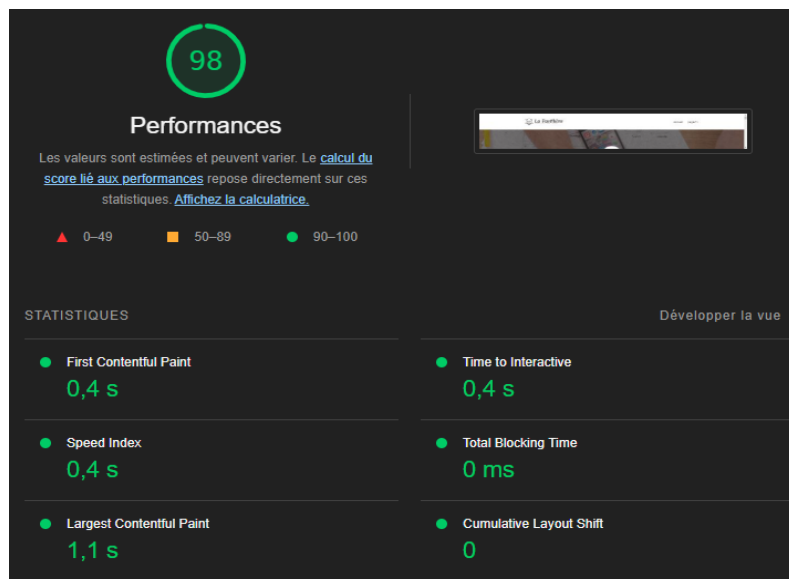 98
Performances
Les valeurs sont estimées et peuvent varier. Le calcul du
score lié aux performances repose directement sur ces
statistiques. Affichez la calculatrice.
0–49
50–89
90–100
STATISTIQUES
Développer la vue
First Contentful Paint
0,4 s
Time to Interactive
0,4 s
Speed Index
0,4 s
Total Blocking Time
0 ms
Largest Contentful Paint
1,1 s
Cumulative Layout Shift
0